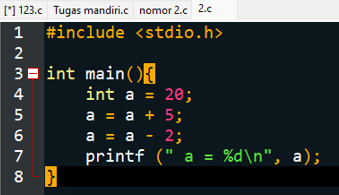 [*] 123.c Tugas mandiri.c nomor 2.c 2.c
1 #include <stdio.h>
2
3 int main(){
4 int a = 20;
5 a = a + 5;
6 a = a - 2;
7 printf (" a = %d\n", a);
8 }